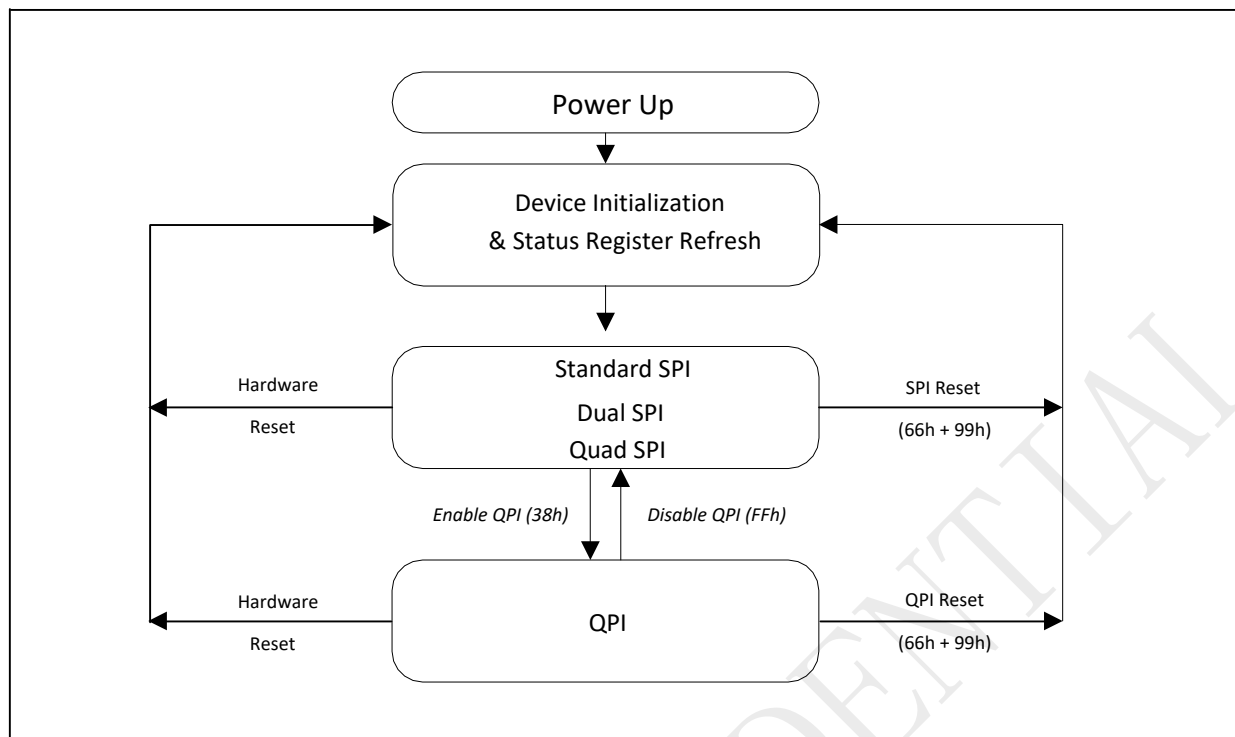 Power Up
Device Initialization
& Status Register Refresh
Standard SPI
Dual SPI
Quad SPI
Hardware
Reset
SPI Reset
(66h + 99h)
Enable QPI (38h)
Disable QPI (FFh)
QPI
Hardware
Reset
QPI Reset
(66h + 99h)
DENTIAI